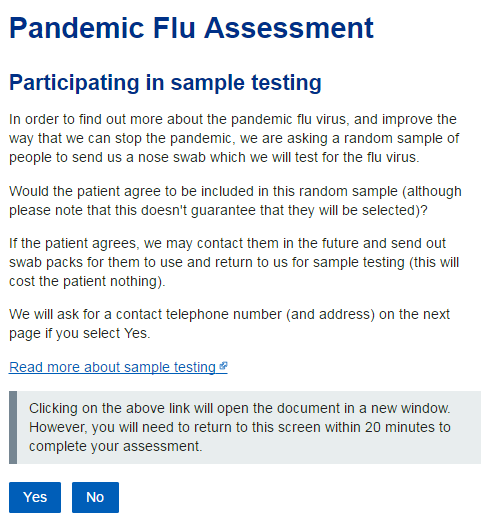 Pandemic Flu Assessment
Participating in sample testing
In order to find out more about the pandemic flu virus, and improve the
way that we can stop the pandemic, we are asking a random sample of
people to send us a nose swab which we will test for the flu virus.
Would the patient agree to be included in this random sample (although
please note that this doesn't guarantee that they will be selected)?
If the patient agrees, we may contact them in the future and send out
swab packs for them to use and return to us for sample testing (this will
cost the patient nothing).
We will ask for a contact telephone number (and address) on the next
page if you select Yes.
Read more about sample testing
Clicking on the above link will open the document in a new window.
However, you will need to return to this screen within 20 minutes to
complete your assessment.
Yes No